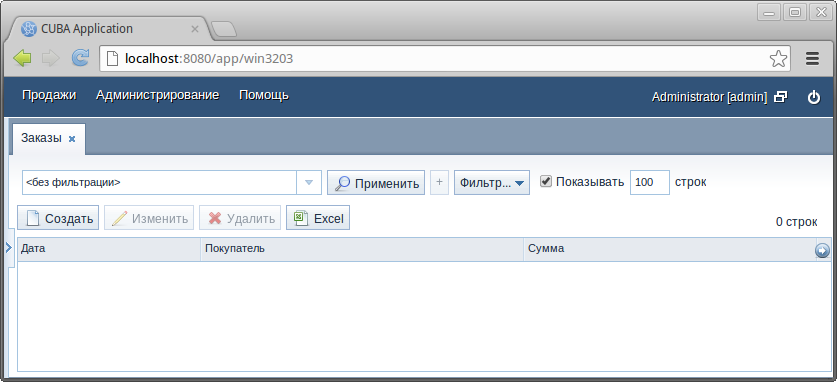 CUBA Application
localhost:8080/app/win3203
Продажи Администрирование Помощь Administrator [admin]
Заказы
<без фильтрации> Применить + Фильтр... Показывать 100 строк
Создать Изменить Удалить Excel 0 строк
Дата Покупатель Сумма